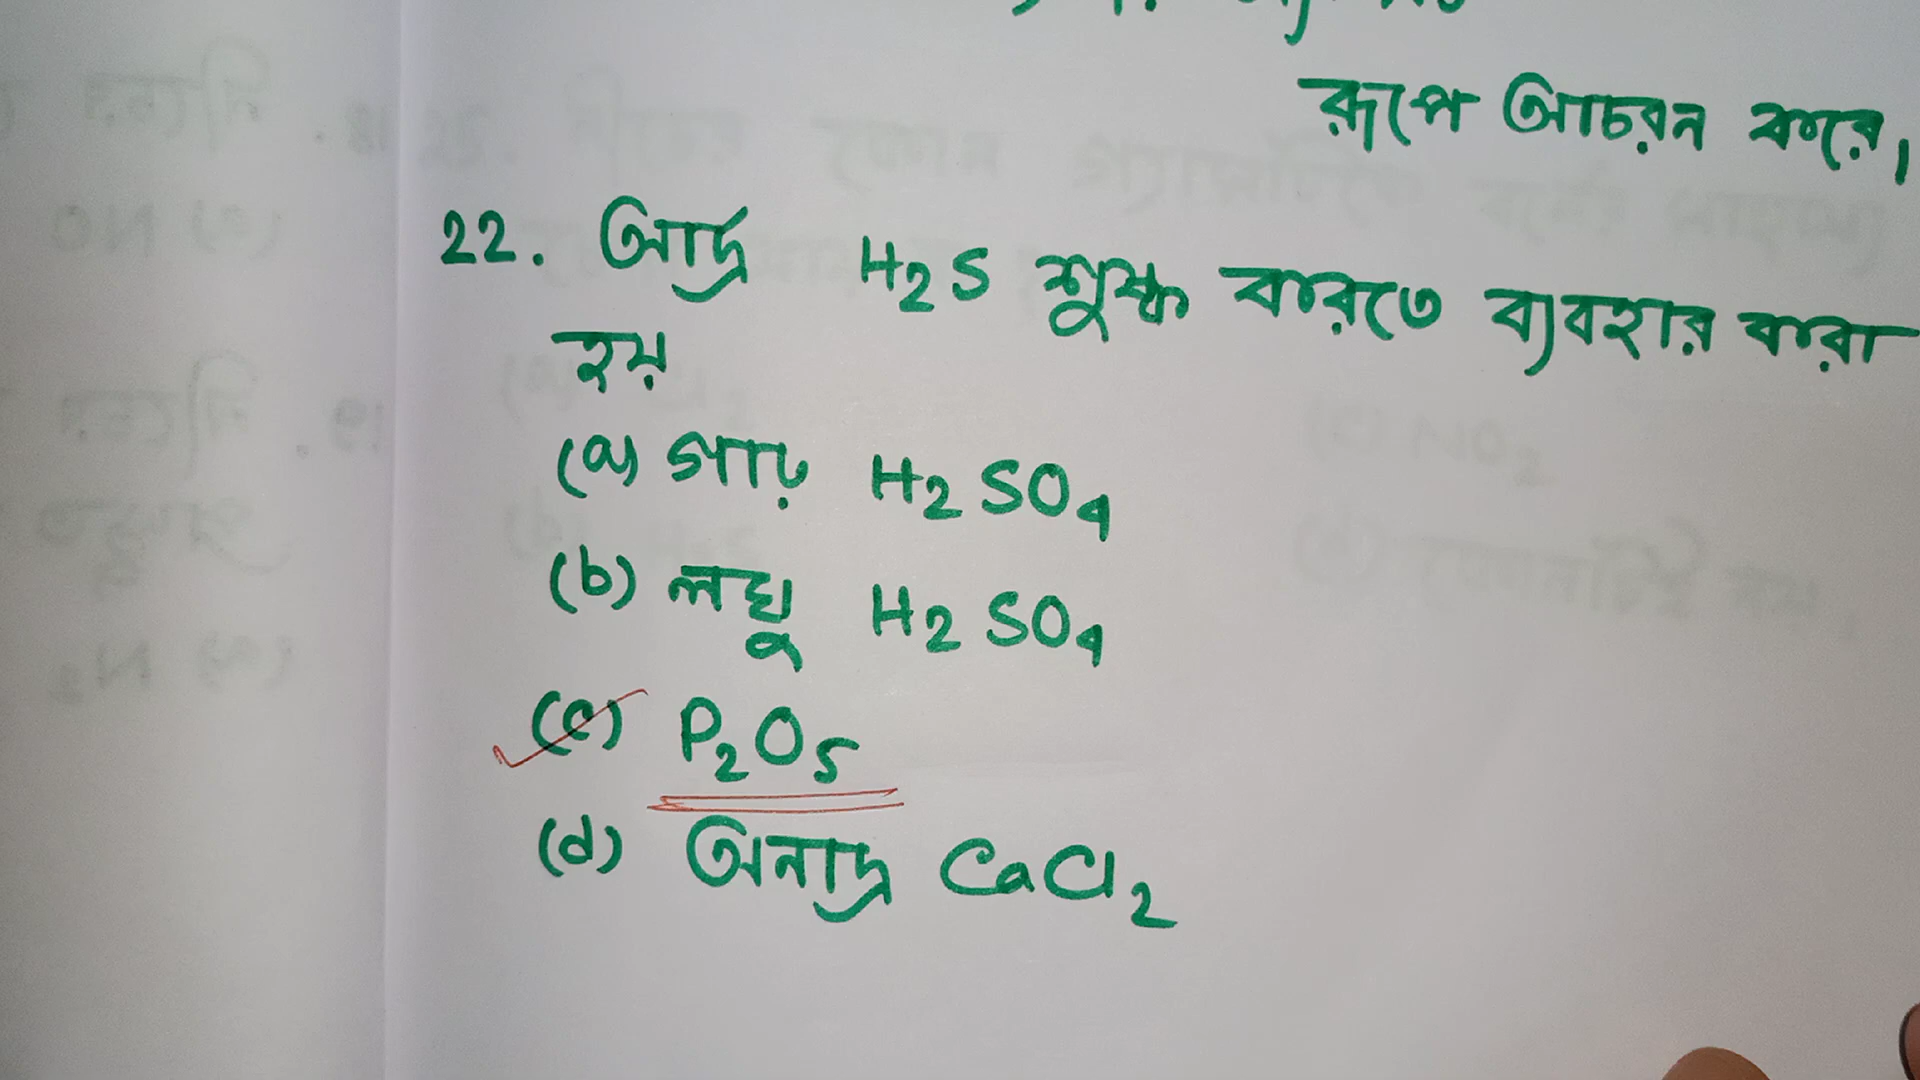 রূপে আচরন করে,
22. আর্দ্র H2S শুষ্ক করতে ব্যবহার করা
হয়
(a) গাঢ় H2SO4
(b) লঘু H2SO4
(c) P2O5
(d) অনার্দ্র CaCl2